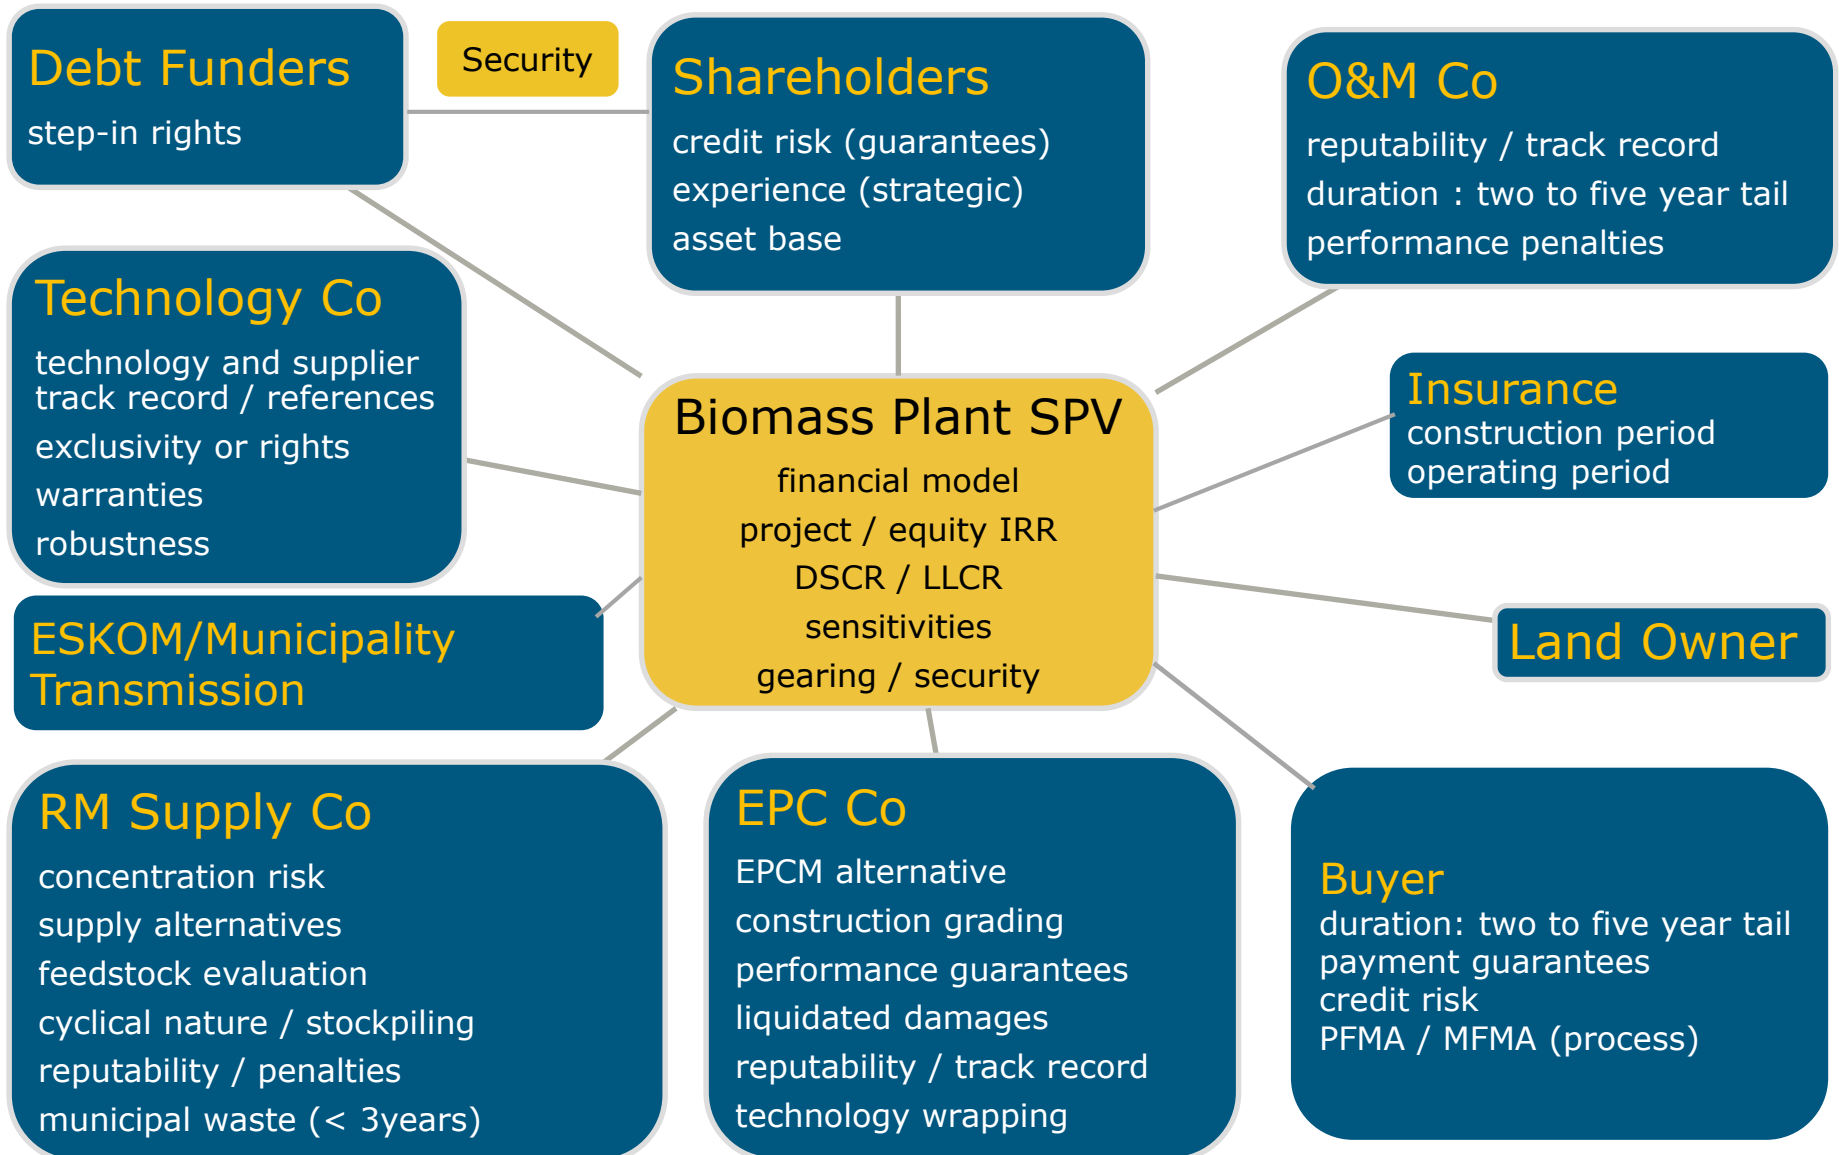 Debt Funders
step-in rights
Security
Shareholders
credit risk (guarantees)
experience (strategic)
asset base
O&M Co
reputability / track record
duration : two to five year tail
performance penalties
Technology Co
technology and supplier
track record / references
exclusivity or rights
warranties
robustness
Biomass Plant SPV
financial model
project / equity IRR
DSCR / LLCR
sensitivities
gearing / security
Insurance
construction period
operating period
ESKOM/Municipality
Transmission
Land Owner
RM Supply Co
concentration risk
supply alternatives
feedstock evaluation
cyclical nature / stockpiling
reputability / penalties
municipal waste (< 3years)
EPC Co
EPCM alternative
construction grading
performance guarantees
liquidated damages
reputability / track record
technology wrapping
Buyer
duration: two to five year tail
payment guarantees
credit risk
PFMA / MFMA (process)